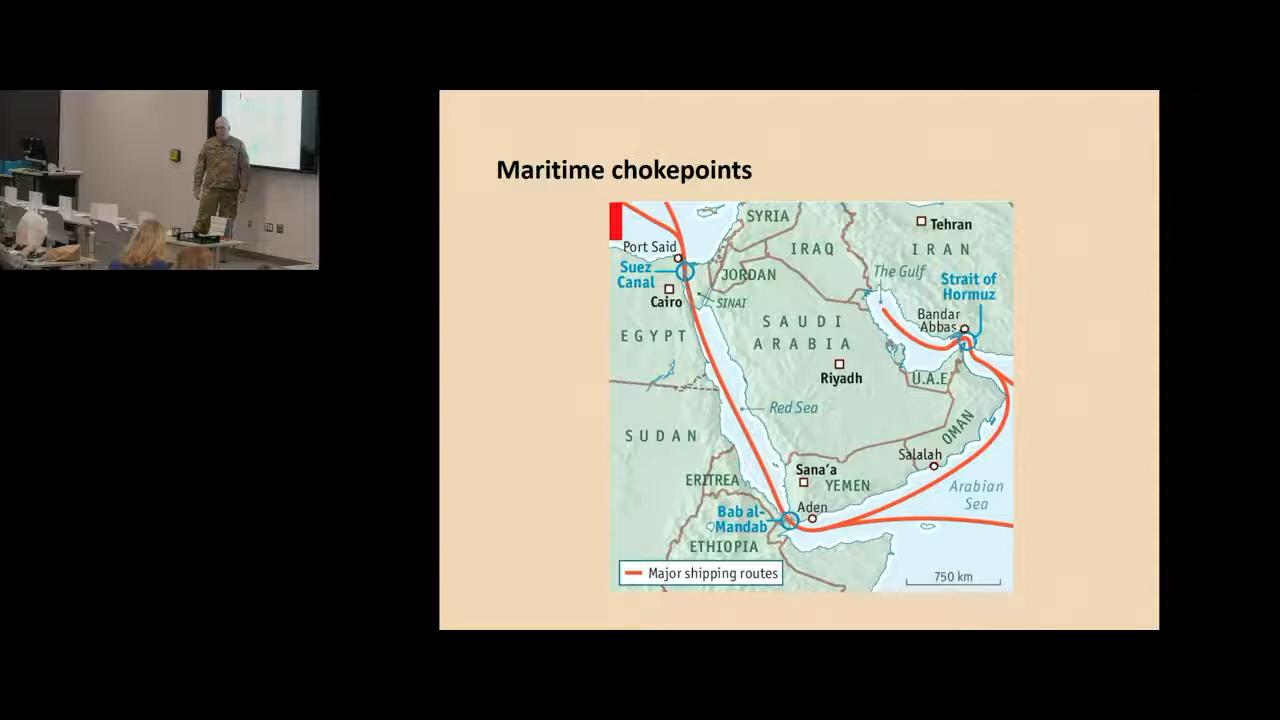 Maritime chokepoints
SYRIA
Tehran
Port Said
IRAQ
IRAN
Suez
Canal
JORDAN
The Gulf
Strait of
Hormuz
Cairo
SINAI
Bandar
Abbas
EGYPT
SAUDI
ARABIA
Riyadh
U.A.E
Red Sea
SUDAN
OMAN
Salalah
Sana'a
ERITREA
YEMEN
Arabian
Sea
Bab al-
Mandab
Aden
ETHIOPIA
Major shipping routes
750 km